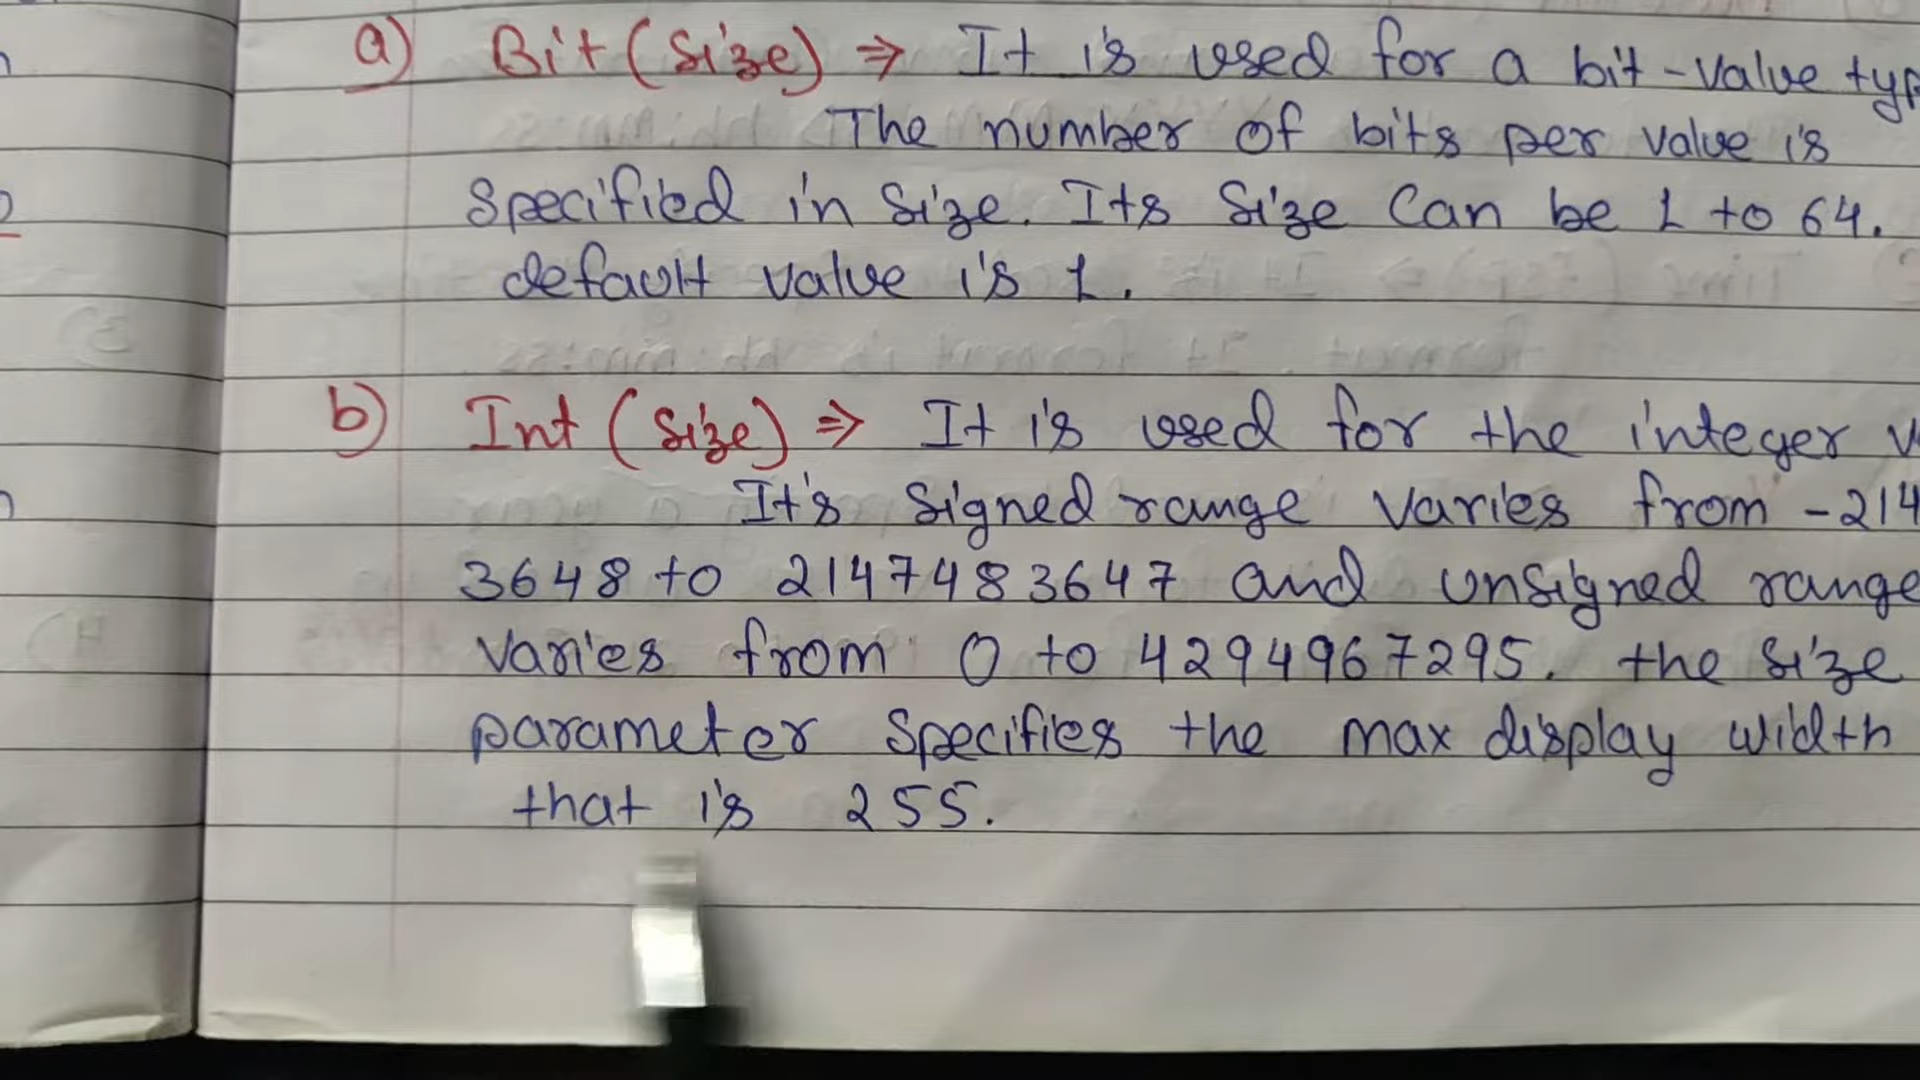 a) Bit (Size) ⇒ It is used for a bit-value typ
The number of bits per value is
specified in size. Its size can be 1 to 64.
default value is 1.
b) Int (Size) ⇒ It is used for the integer v
It's signed range varies from -214
3648 to 2147483647 and unsigned range
varies from 0 to 4294967295. the size
parameter specifies the max display width
that is 255.